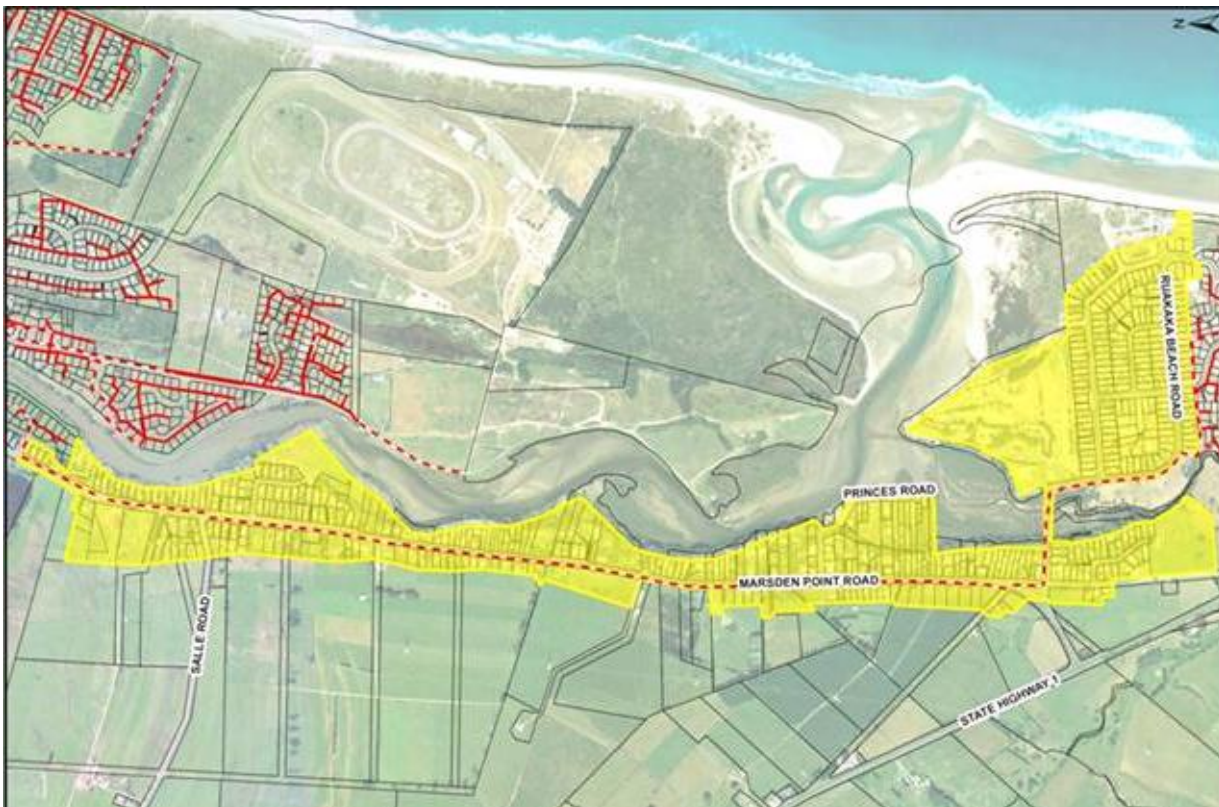 N
RUAKAKA BEACH ROAD
PRINCES ROAD
MARSDEN POINT ROAD
SALLE ROAD
STATE HIGHWAY 1